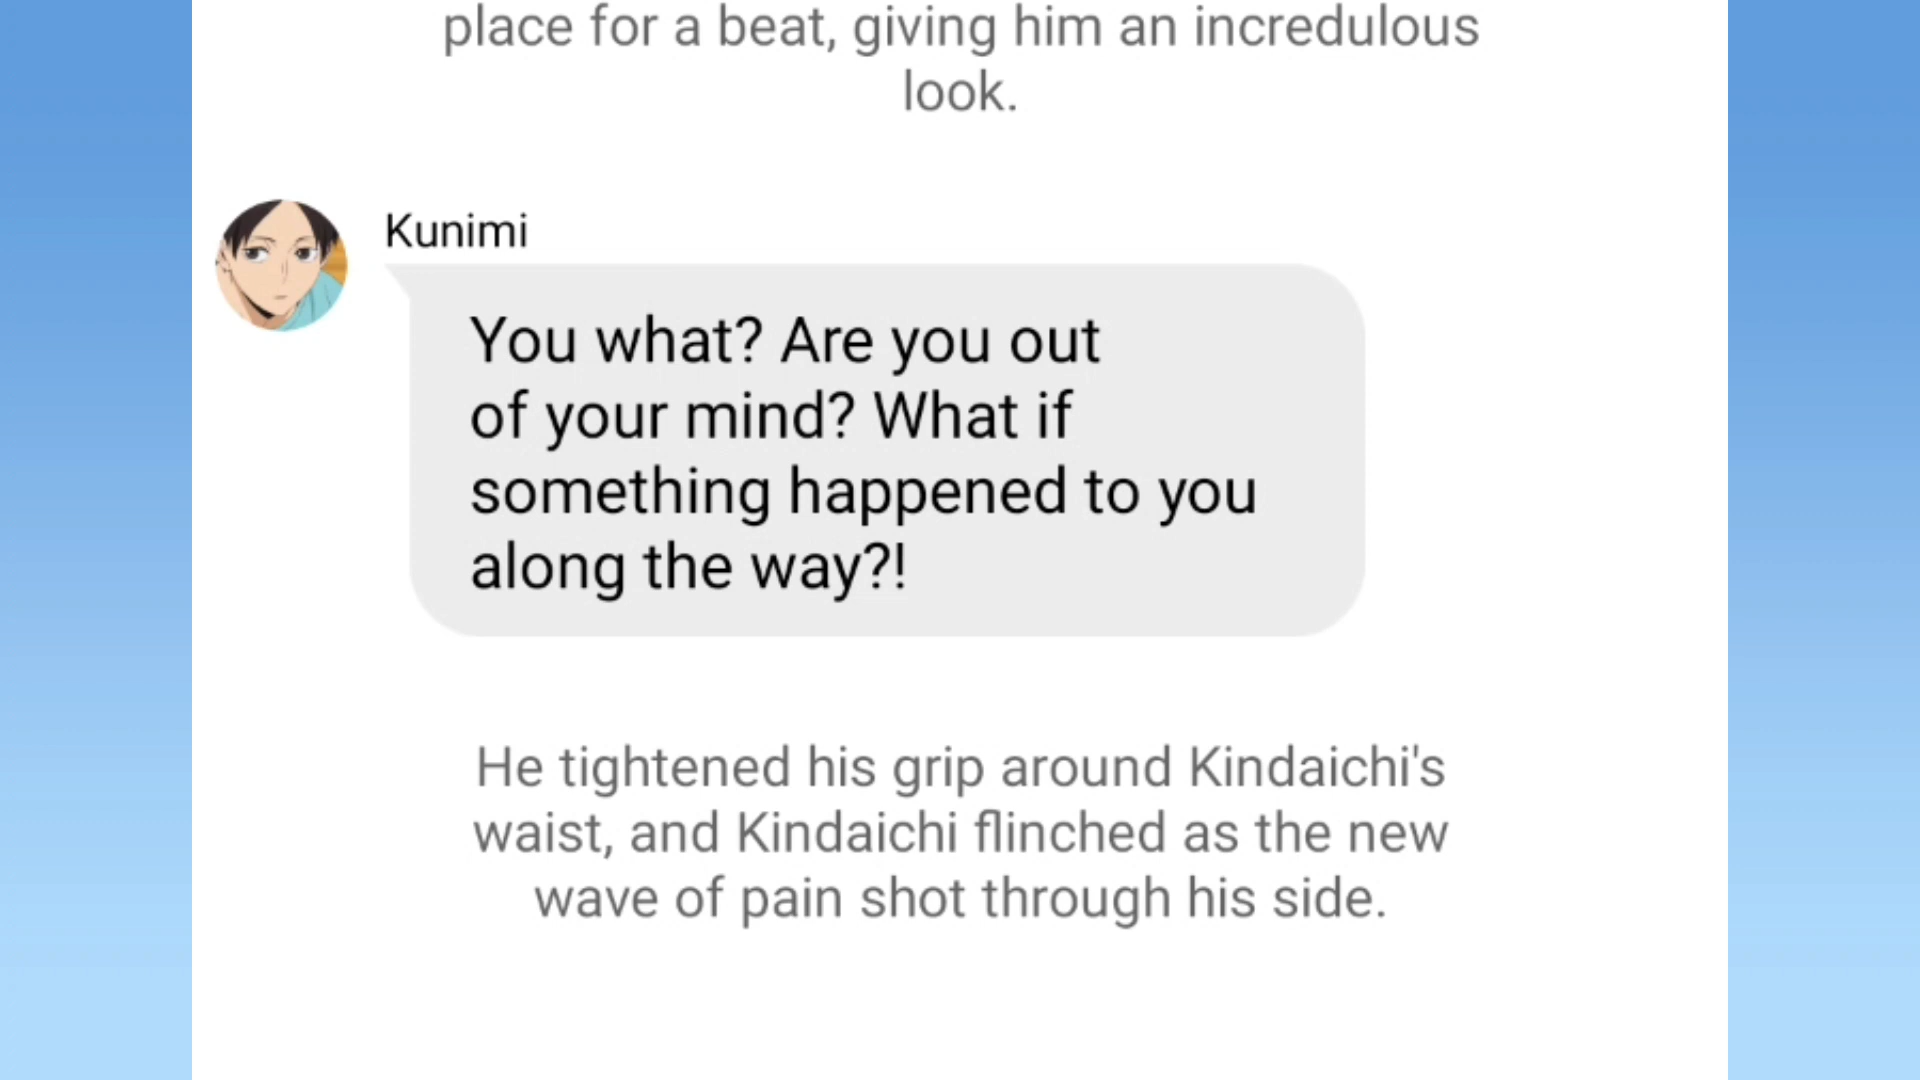 place for a beat, giving him an incredulous
look.
Kunimi
You what? Are you out
of your mind? What if
something happened to you
along the way?!
He tightened his grip around Kindaichi's
waist, and Kindaichi flinched as the new
wave of pain shot through his side.